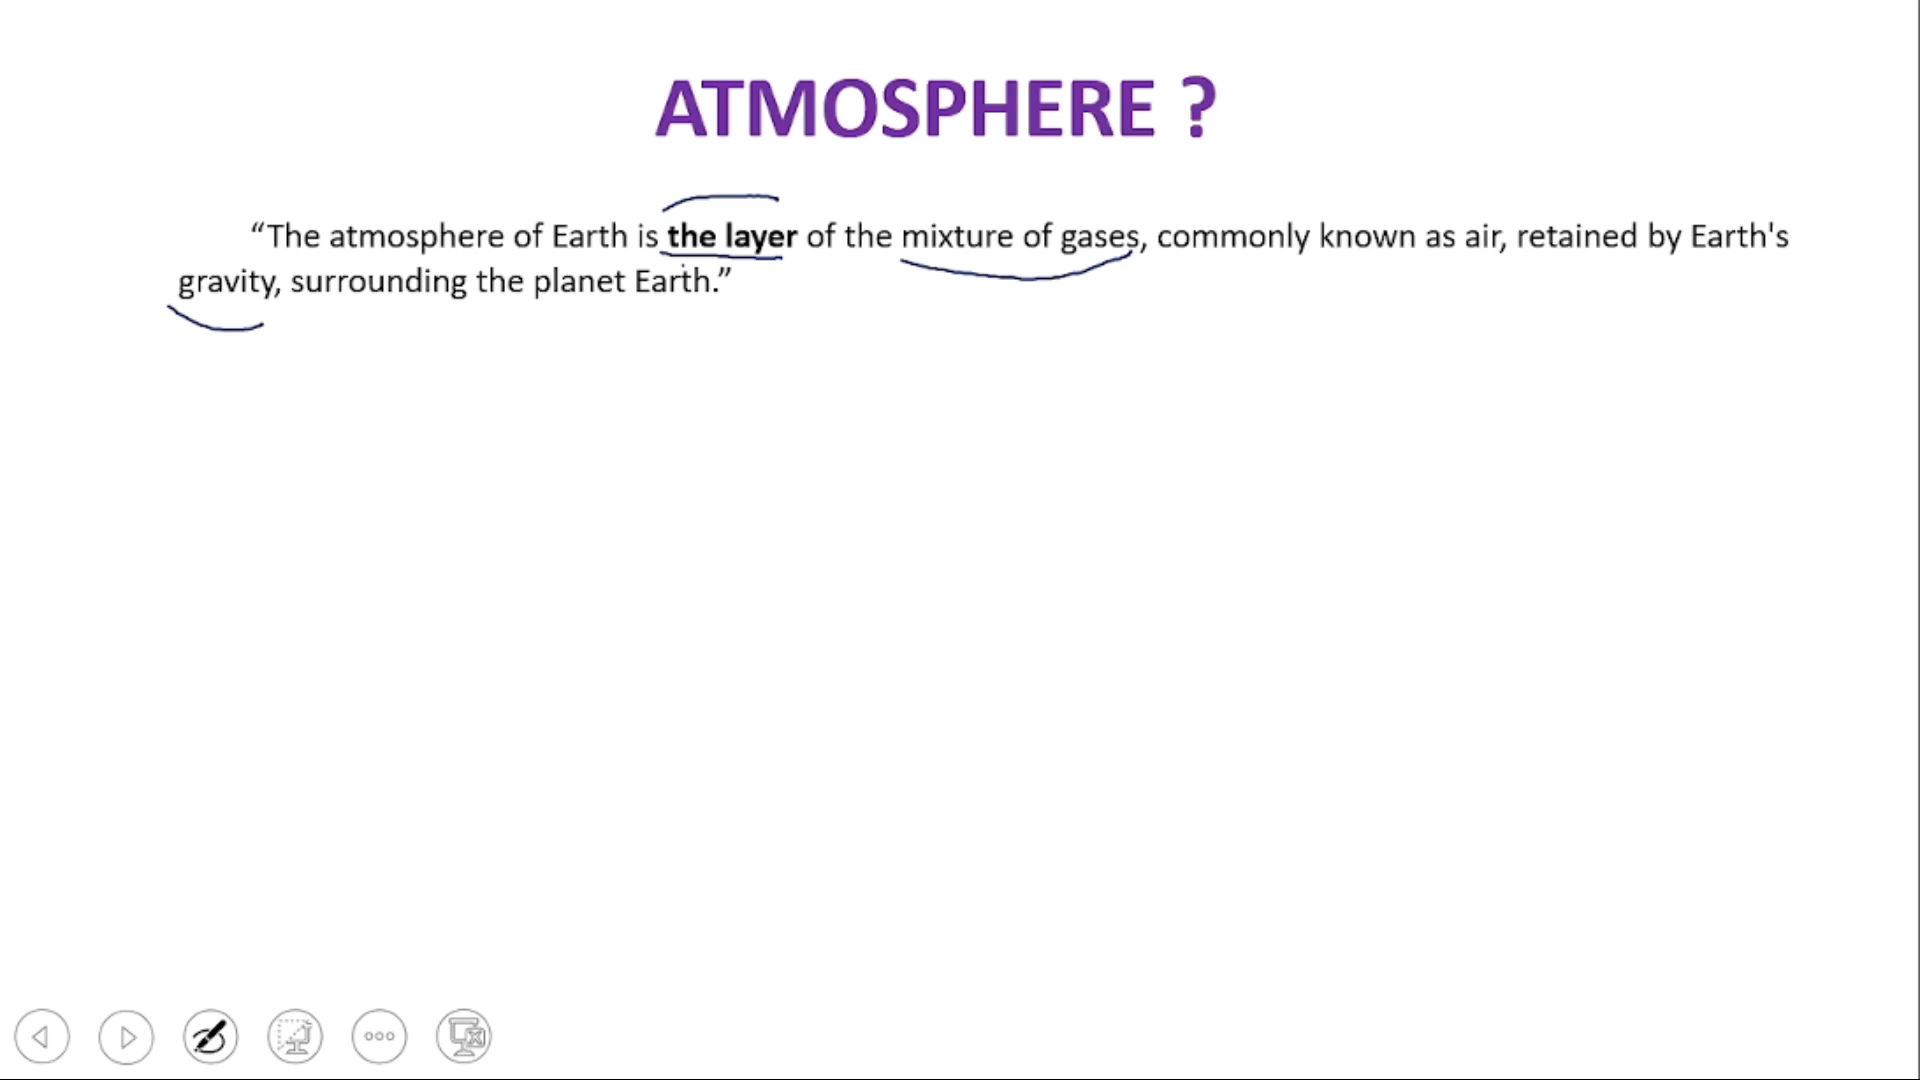 ATMOSPHERE ?
“The atmosphere of Earth is the layer of the mixture of gases, commonly known as air, retained by Earth's
gravity, surrounding the planet Earth.”